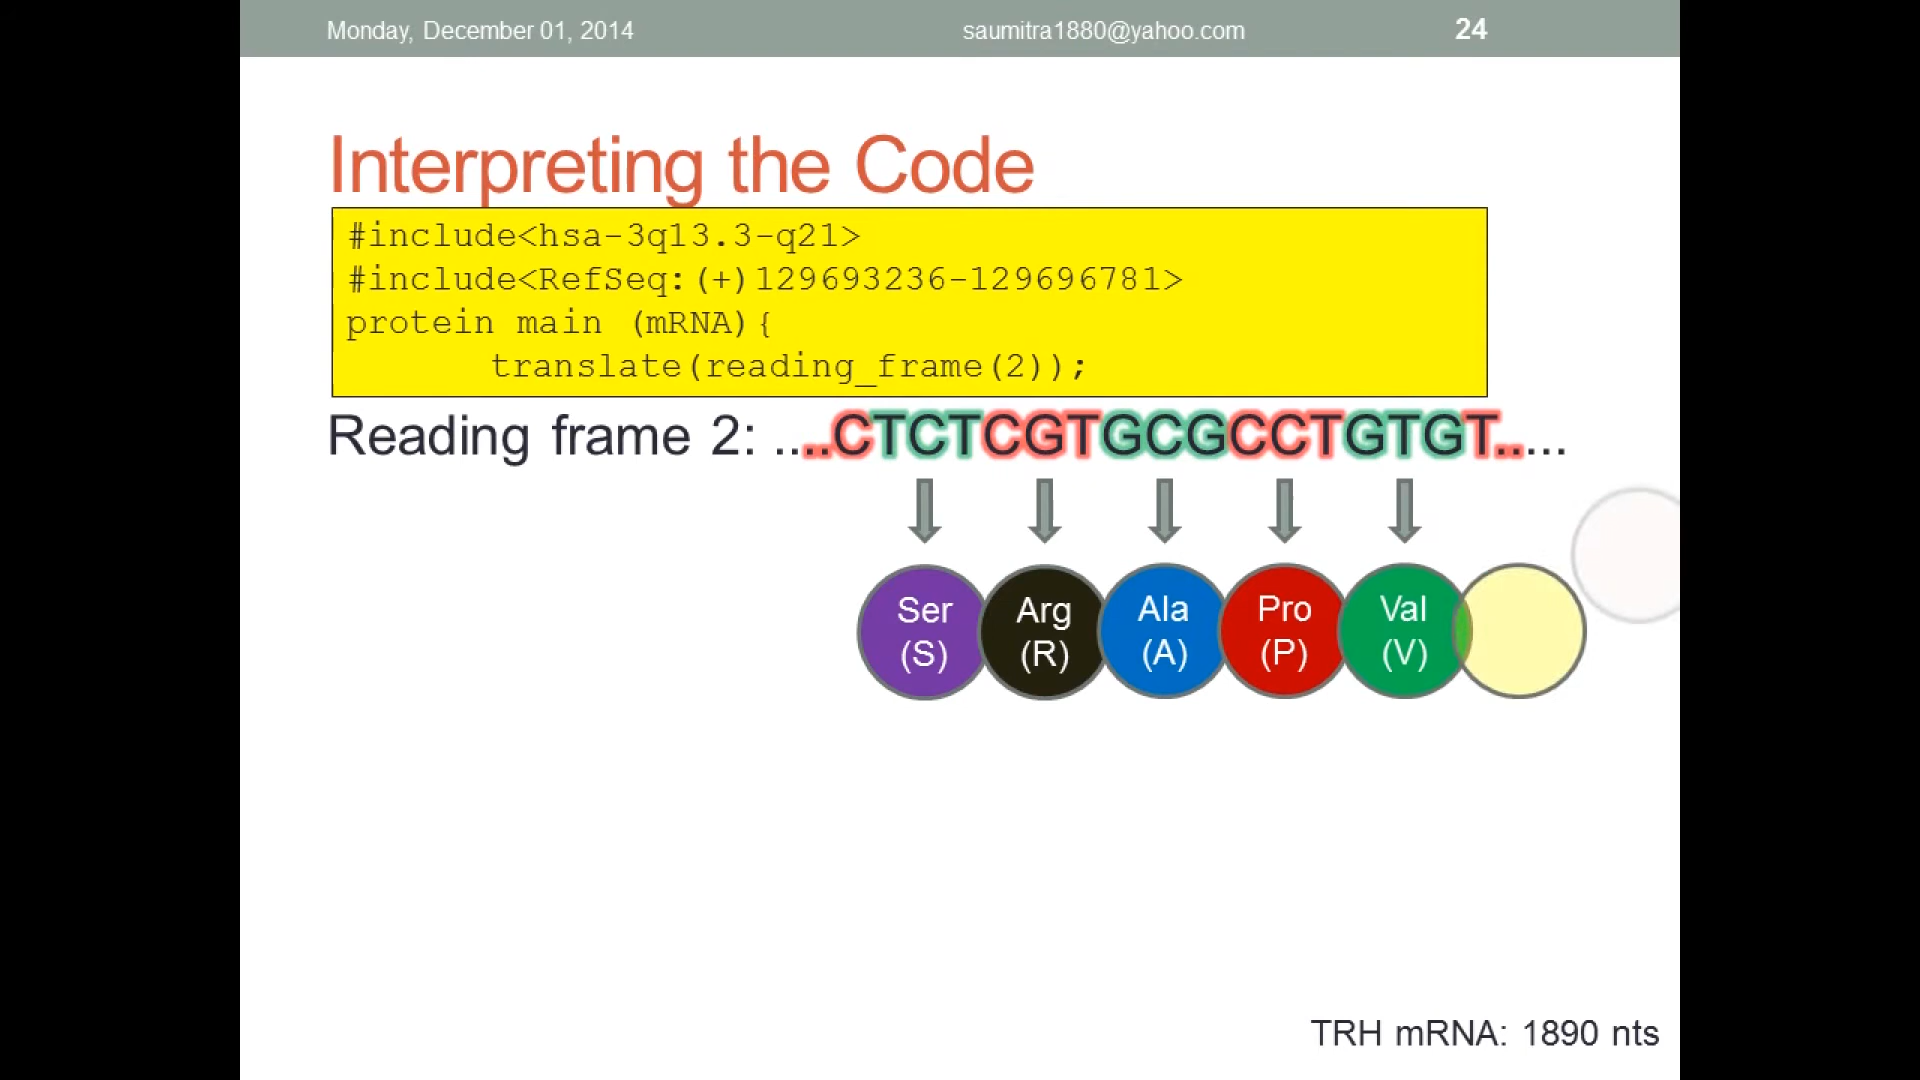 Monday, December 01, 2014 saumitra1880@yahoo.com 24
Interpreting the Code
#include<hsa-3q13.3-q21>
#include<RefSeq:(+)129693236-129696781>
protein main (mRNA){
translate(reading_frame(2));
Reading frame 2: ....CTCTCGTGCGCCTGTGT.....
Ser Arg Ala Pro Val
(S) (R) (A) (P) (V)
TRH mRNA: 1890 nts